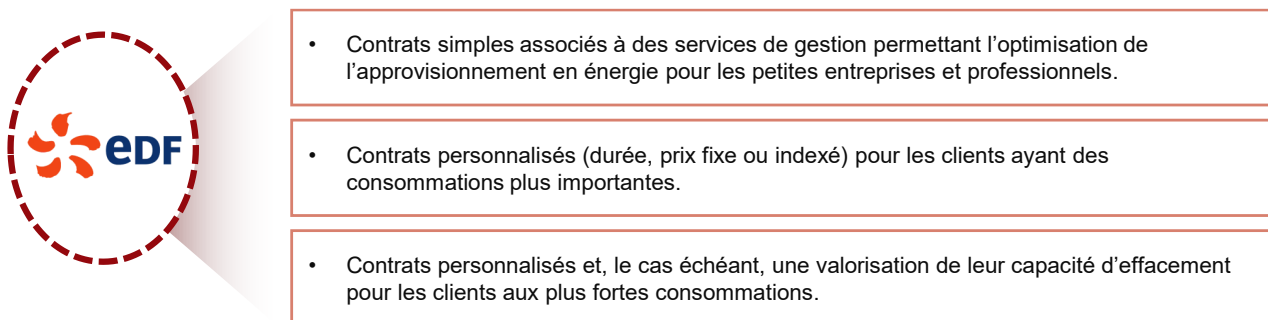 eDF
• Contrats simples associés à des services de gestion permettant l’optimisation de
l’approvisionnement en énergie pour les petites entreprises et professionnels.
• Contrats personnalisés (durée, prix fixe ou indexé) pour les clients ayant des
consommations plus importantes.
• Contrats personnalisés et, le cas échéant, une valorisation de leur capacité d’effacement
pour les clients aux plus fortes consommations.